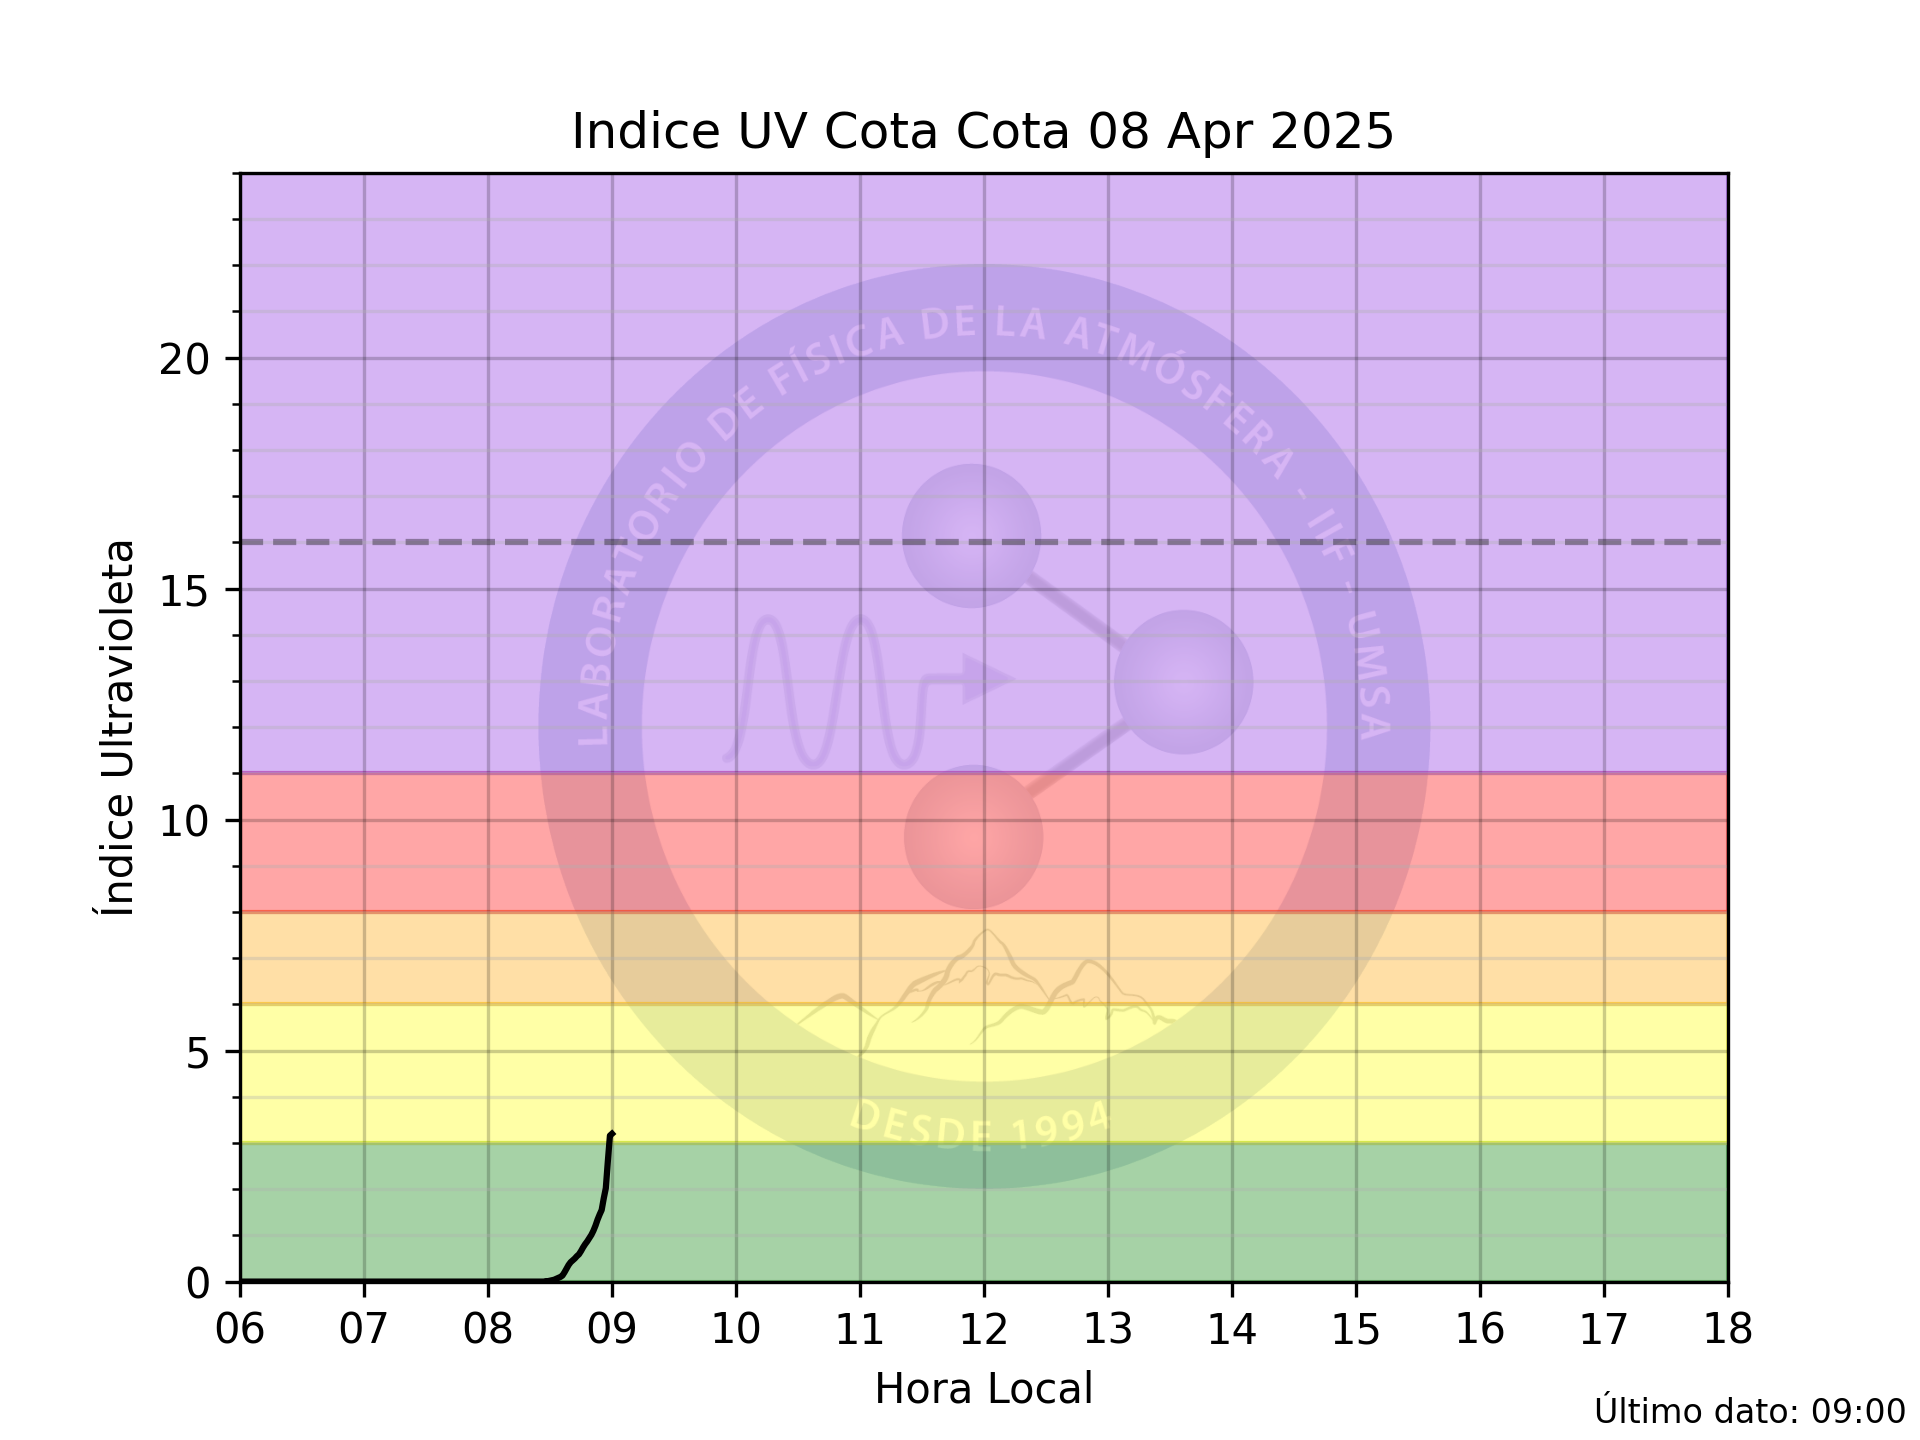 Indice UV Cota Cota 08 Apr 2025
Índice Ultravioleta
20
15
10
5
0
LABORATORIO DE FÍSICA DE LA ATMÓSFERA - IIF - UMSA
DESDE 1994
06 07 08 09 10 11 12 13 14 15 16 17 18
Hora Local
Último dato: 09:00